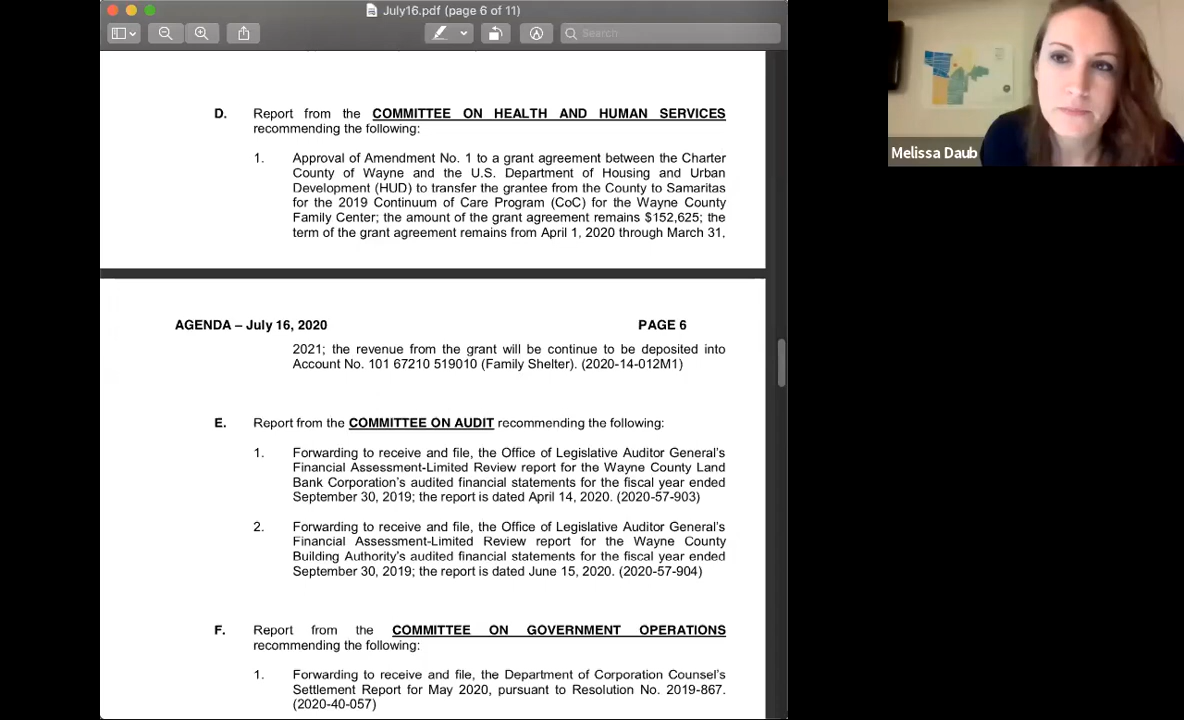 July16.pdf (page 6 of 11)
Search
D. Report from the COMMITTEE ON HEALTH AND HUMAN SERVICES
recommending the following:
1. Approval of Amendment No. 1 to a grant agreement between the Charter
County of Wayne and the U.S. Department of Housing and Urban
Development (HUD) to transfer the grantee from the County to Samaritas
for the 2019 Continuum of Care Program (CoC) for the Wayne County
Family Center; the amount of the grant agreement remains $152,625; the
term of the grant agreement remains from April 1, 2020 through March 31,
AGENDA – July 16, 2020 PAGE 6
2021; the revenue from the grant will be continue to be deposited into
Account No. 101 67210 519010 (Family Shelter). (2020-14-012M1)
E. Report from the COMMITTEE ON AUDIT recommending the following:
1. Forwarding to receive and file, the Office of Legislative Auditor General's
Financial Assessment-Limited Review report for the Wayne County Land
Bank Corporation's audited financial statements for the fiscal year ended
September 30, 2019; the report is dated April 14, 2020. (2020-57-903)
2. Forwarding to receive and file, the Office of Legislative Auditor General's
Financial Assessment-Limited Review report for the Wayne County
Building Authority's audited financial statements for the fiscal year ended
September 30, 2019; the report is dated June 15, 2020. (2020-57-904)
F. Report from the COMMITTEE ON GOVERNMENT OPERATIONS
recommending the following:
1. Forwarding to receive and file, the Department of Corporation Counsel's
Settlement Report for May 2020, pursuant to Resolution No. 2019-867.
(2020-40-057)
Melissa Daub